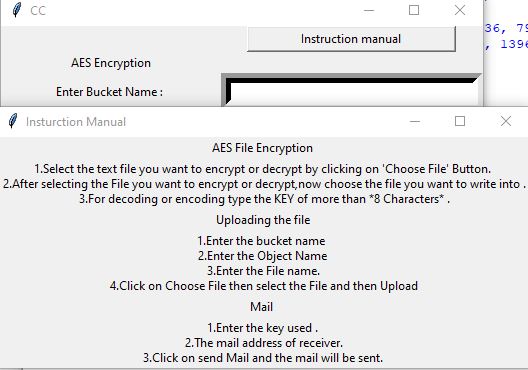 CC
Instruction manual
36, 79
, 1396
AES Encryption
Enter Bucket Name :
Insturction Manual
AES File Encryption
1.Select the text file you want to encrypt or decrypt by clicking on 'Choose File' Button.
2.After selecting the File you want to encrypt or decrypt,now choose the file you want to write into .
3.For decoding or encoding type the KEY of more than *8 Characters* .
Uploading the file
1.Enter the bucket name
2.Enter the Object Name
3.Enter the File name.
4.Click on Choose File then select the File and then Upload
Mail
1.Enter the key used .
2.The mail address of receiver.
3.Click on send Mail and the mail will be sent.